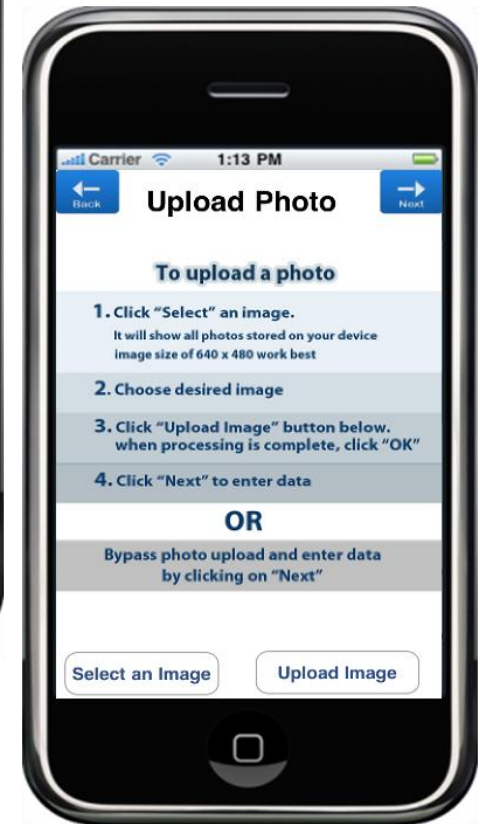 Carrier 1:13 PM
Back Upload Photo Next
To upload a photo
1. Click “Select” an image.
It will show all photos stored on your device
image size of 640 x 480 work best
2. Choose desired image
3. Click “Upload Image” button below.
when processing is complete, click “OK”
4. Click “Next” to enter data
OR
Bypass photo upload and enter data
by clicking on “Next”
Select an Image Upload Image